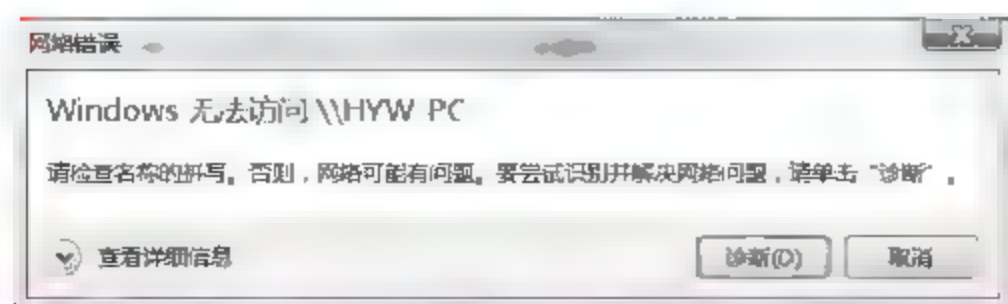 网络错误
Windows 无法访问 \\HYW PC
请检查名称的拼写。否则，网络可能有问题。要尝试识别并解决网络问题，请单击“诊断”。
查看详细信息
诊断(D)
取消